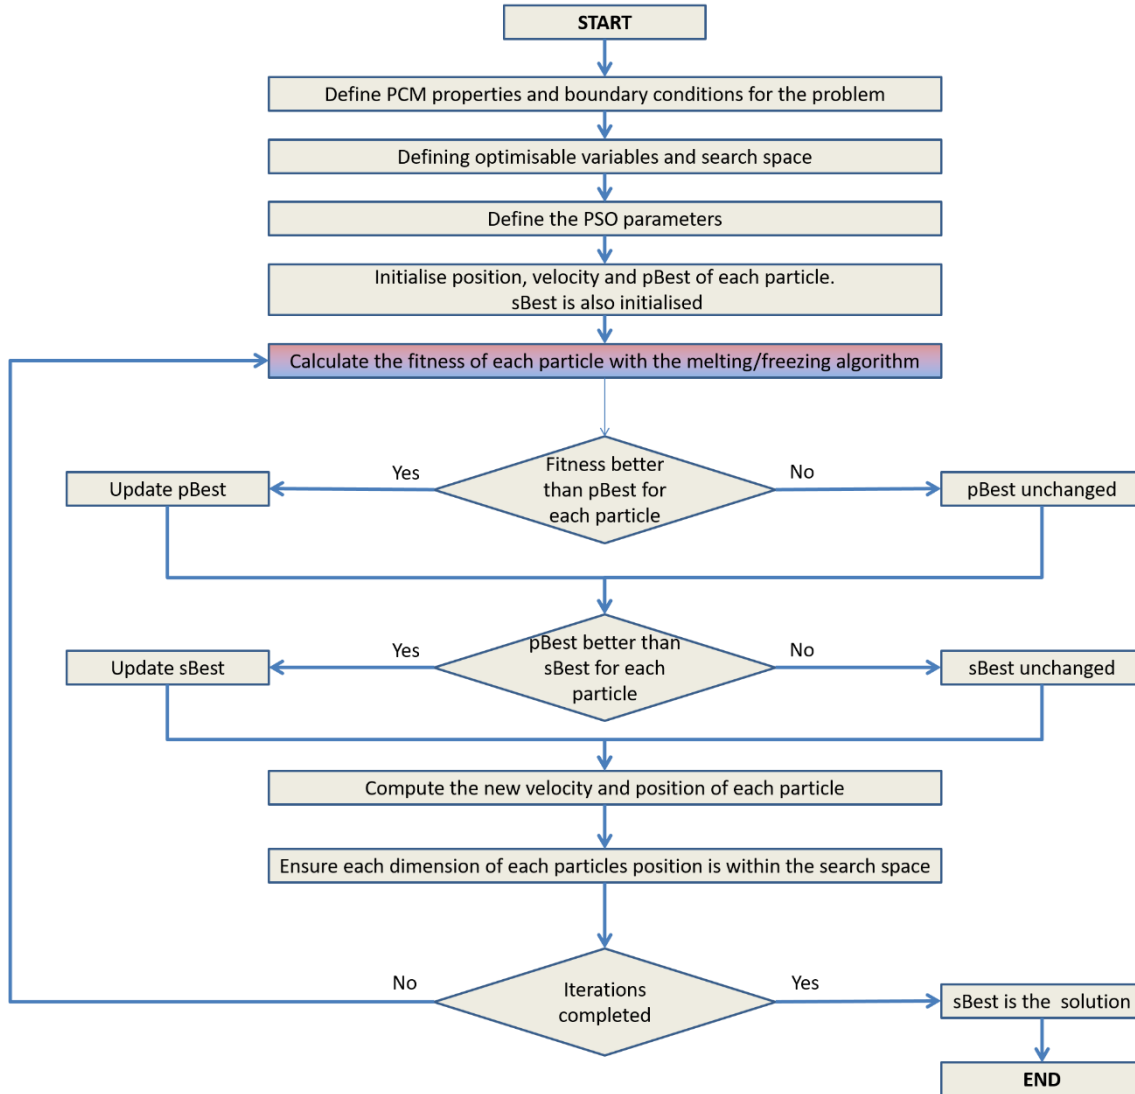 START
Define PCM properties and boundary conditions for the problem
Defining optimisable variables and search space
Define the PSO parameters
Initialise position, velocity and pBest of each particle.
sBest is also initialised
Calculate the fitness of each particle with the melting/freezing algorithm
Yes
Fitness better
than pBest for
each particle
No
Update pBest
pBest unchanged
Yes
pBest better than
sBest for each
particle
No
Update sBest
sBest unchanged
Compute the new velocity and position of each particle
Ensure each dimension of each particles position is within the search space
No
Iterations
completed
Yes
sBest is the solution
END